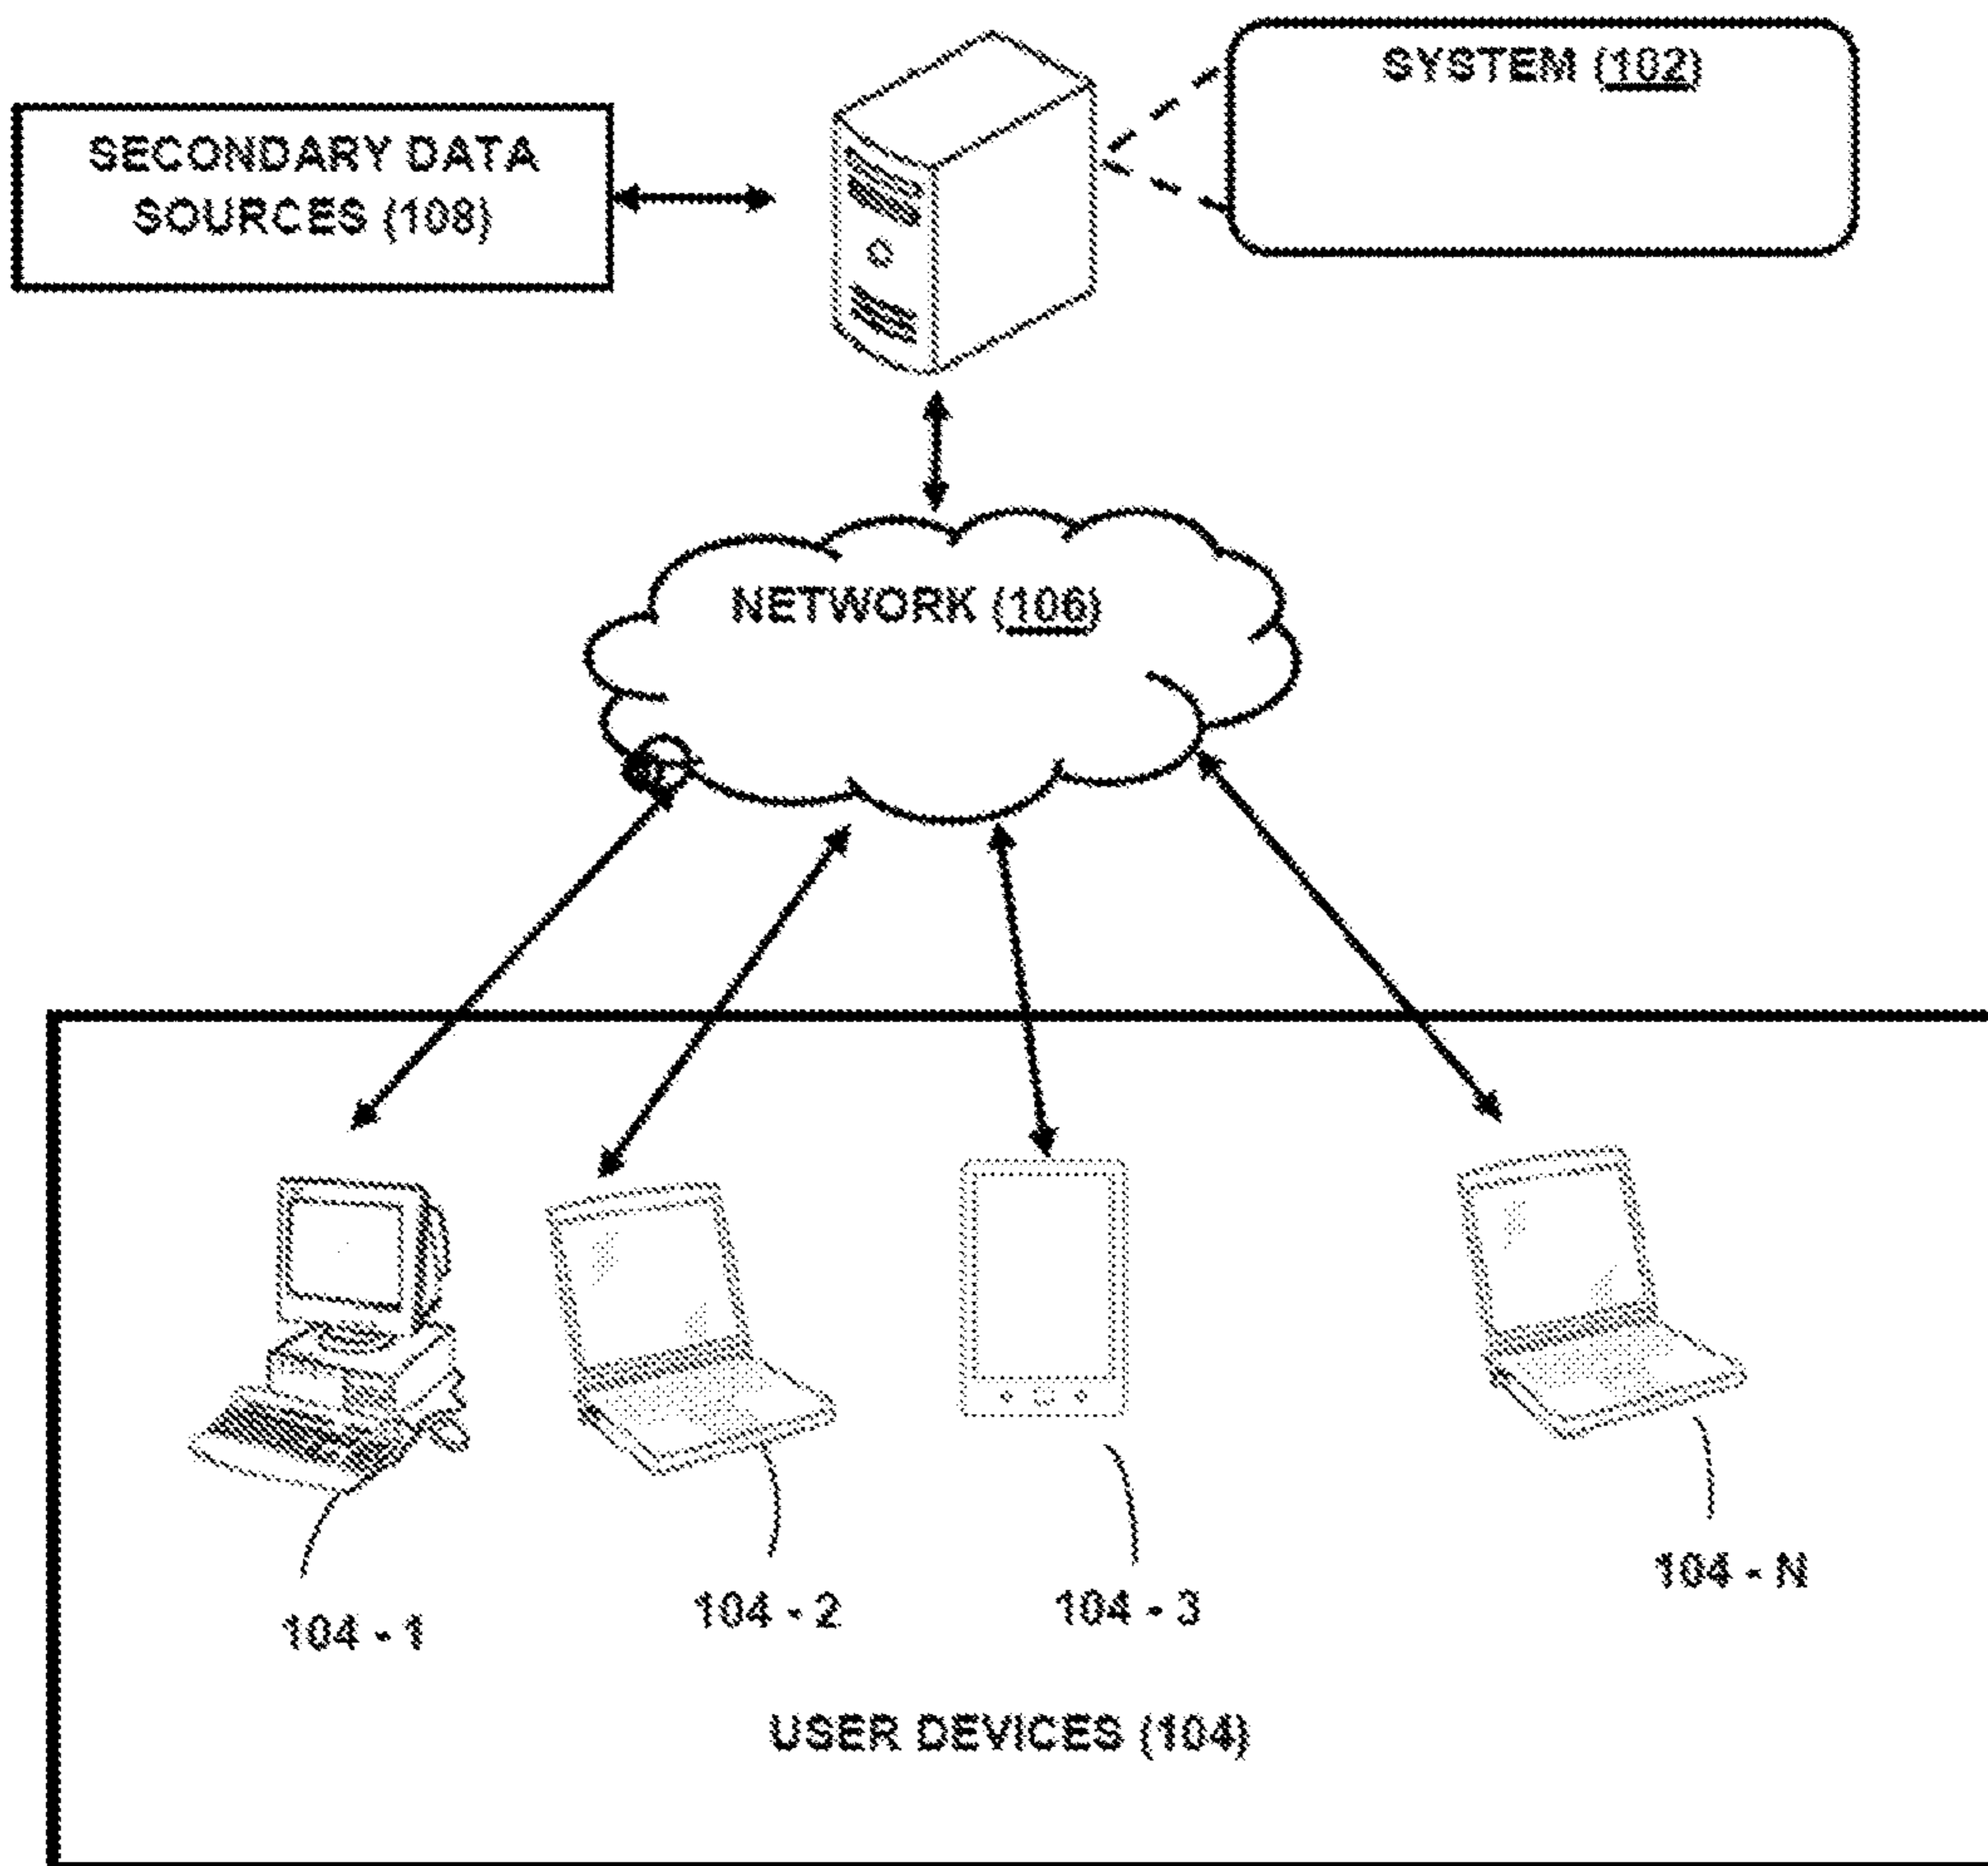 SYSTEM (102)
SECONDARY DATA
SOURCES (108)
NETWORK (106)
104 - 1
104 - 2
104 - 3
104 - N
USER DEVICES (104)